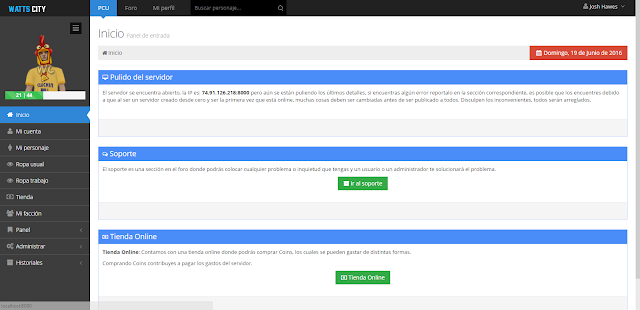 WATTS CITY
PCU Foro Mi perfil Buscar personaje...
Josh Hawes
21 | 44
Inicio
Mi cuenta
Mi personaje
Ropa usual
Ropa trabajo
Tienda
Mi facción
Panel
Administrar
Historiales
Inicio Panel de entrada
Inicio
Domingo, 19 de Junio de 2016
Pulido del servidor
El servidor se encuentra abierto, la IP es: 74.91.126.218:8000 pero aún se están puliendo los últimos detalles, si encuentras algún error reportalo en la sección correspondiente, es posible que los encuentres debido
a que al ser un servidor creado desde cero y ser la primera vez que está online, muchas cosas deben ser cambiadas antes de ser publicado a todos. Disculpen los inconvenientes, todos serán arreglados.
Soporte
El soporte es una sección en el foro donde podrás colocar cualquier problema o inquietud que tengas y un usuario o un administrador te solucionará el problema.
Ir al soporte
Tienda Online
Tienda Online: Contamos con una tienda online donde podrás comprar Coins, los cuales se pueden gastar de distintas formas.
Comprando Coins contribuyes a pagar los gastos del servidor.
Tienda Online